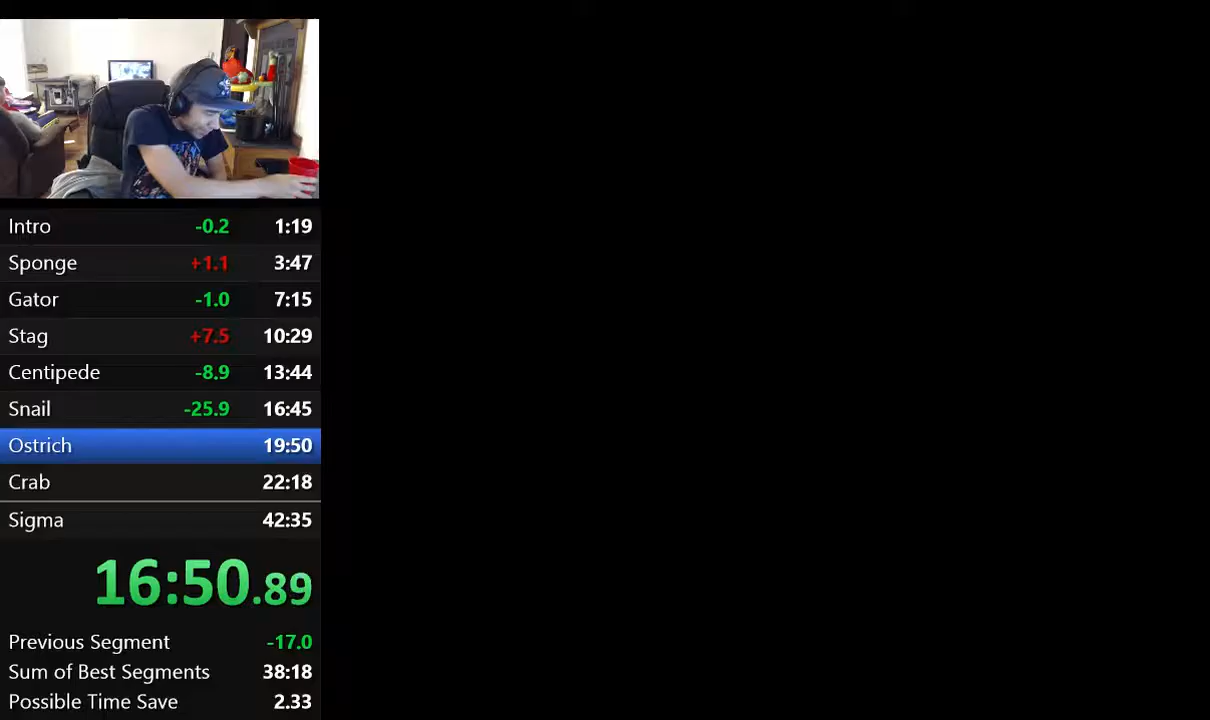 Intro -0.2 1:19
Sponge +1.1 3:47
Gator -1.0 7:15
Stag +7.5 10:29
Centipede -8.9 13:44
Snail -25.9 16:45
Ostrich 19:50
Crab 22:18
Sigma 42:35
16:50.89
Previous Segment -17.0
Sum of Best Segments 38:18
Possible Time Save 2.33